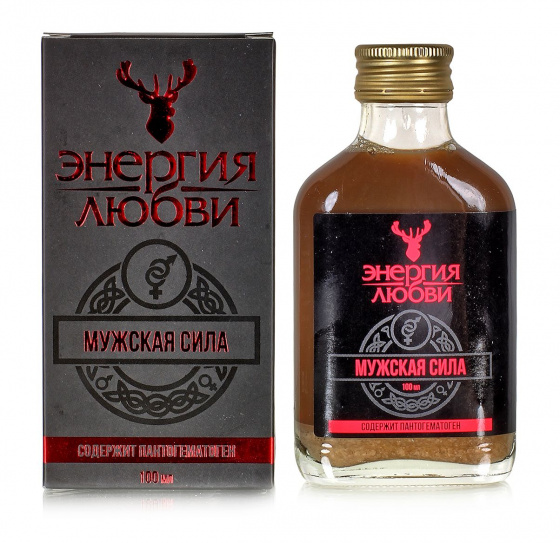 ЭНЕРГИЯ
ЛЮБВИ
МУЖСКАЯ СИЛА
СОДЕРЖИТ ПАНТОГЕМАТОГЕН
100 мл
ЭНЕРГИЯ
ЛЮБВИ
МУЖСКАЯ СИЛА
100 мл
СОДЕРЖИТ ПАНТОГЕМАТОГЕН